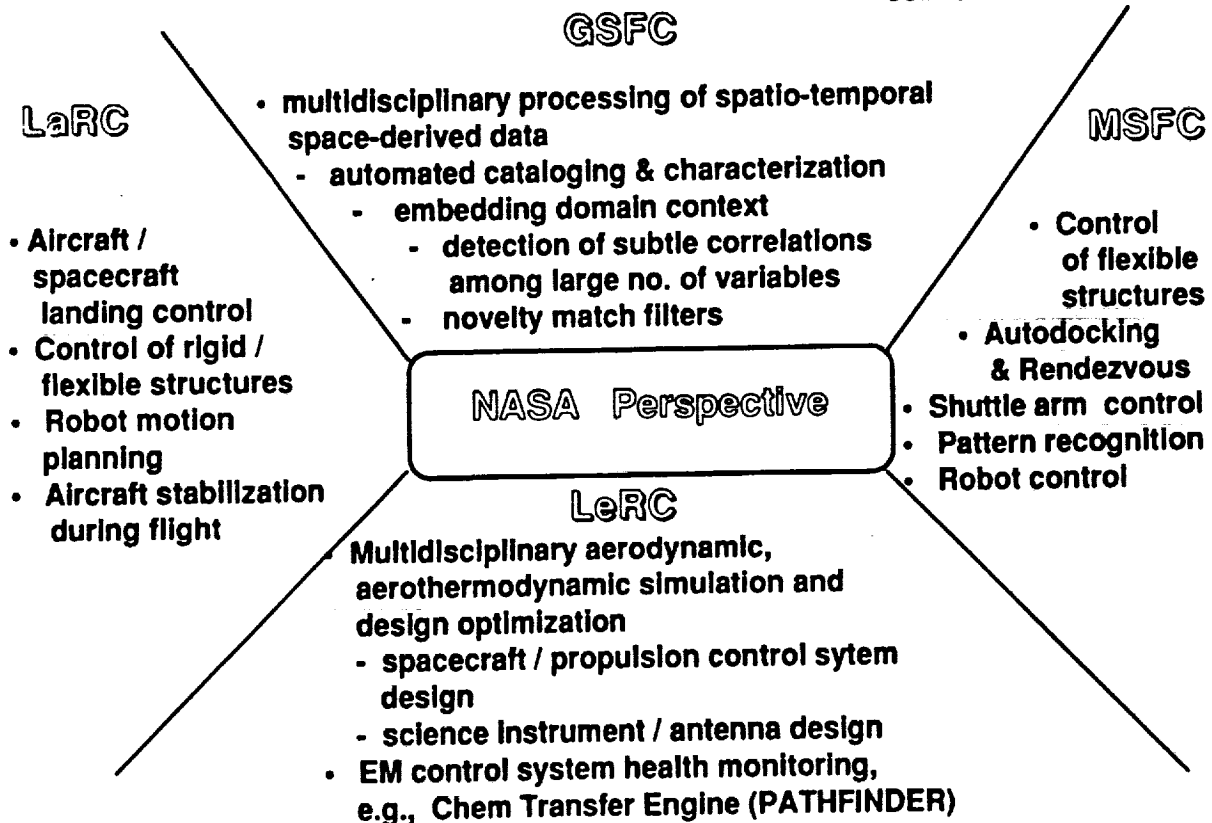 GSFC
• multidisciplinary processing of spatio-temporal
space-derived data
- automated cataloging & characterization
- embedding domain context
- detection of subtle correlations
among large no. of variables
- novelty match filters
LaRC
• Aircraft /
spacecraft
landing control
• Control of rigid /
flexible structures
• Robot motion
planning
• Aircraft stabilization
during flight
NASA Perspective
MSFC
• Control
of flexible
structures
• Autodocking
& Rendezvous
• Shuttle arm control
• Pattern recognition
• Robot control
LeRC
• Multidisciplinary aerodynamic,
aerothermodynamic simulation and
design optimization
- spacecraft / propulsion control sytem
design
- science instrument / antenna design
• EM control system health monitoring,
e.g., Chem Transfer Engine (PATHFINDER)